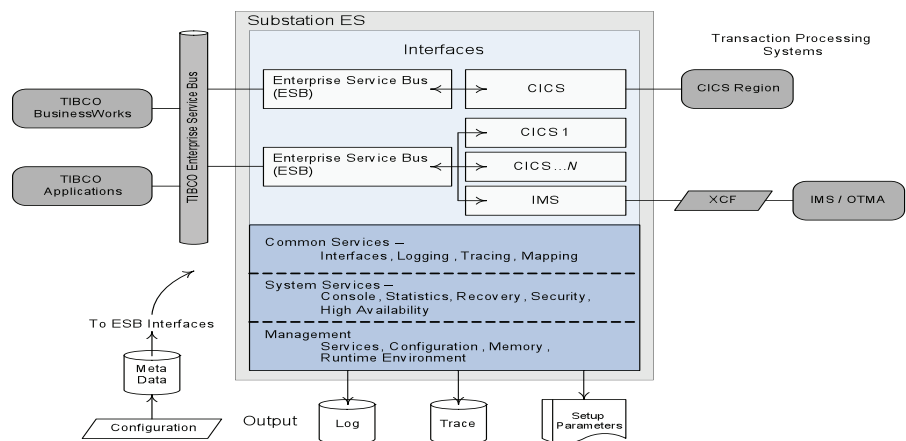 Substation ES
Interfaces
Transaction Processing
Systems
TIBCO
BusinessWorks
TIBCO Enterprise Service Bus
Enterprise Service Bus
(ESB)
CICS
CICS Region
CICS 1
TIBCO
Applications
Enterprise Service Bus
(ESB)
CICS...N
IMS
XCF
IMS / OTMA
Common Services –
Interfaces, Logging, Tracing, Mapping
System Services –
Console, Statistics, Recovery, Security,
High Availability
To ESB Interfaces
Management
Services, Configuration, Memory,
Runtime Environment
Meta
Data
Configuration
Output
Log
Trace
Setup
Parameters